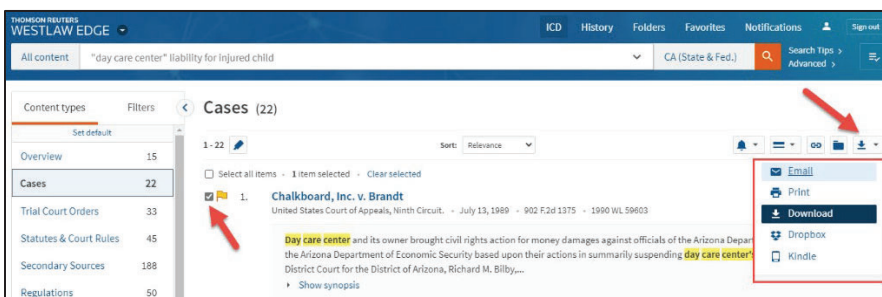 THOMSON REUTERS
WESTLAW EDGE
ICD History Folders Favorites Notifications Sign out
All content "day care center" liability for injured child CA (State & Fed.) Search Tips >
Advanced >
Content types Filters
Cases (22)
Set default
1 - 22 Sort: Relevance
Overview 15
Select all items • 1 item selected • Clear selected
Email
Cases 22
1. Chalkboard, Inc. v. Brandt
Print
Trial Court Orders 33
United States Court of Appeals, Ninth Circuit. • July 13, 1989 • 902 F.2d 1375 • 1990 WL 59603
Download
Statutes & Court Rules 45
Day care center and its owner brought civil rights action for money damages against officials of the Arizona Depar
Dropbox
the Arizona Department of Economic Security based upon their actions in summarily suspending day care center's
Kindle
Secondary Sources 188
District Court for the District of Arizona, Richard M. Bilby,...
Show synopsis
Regulations 50